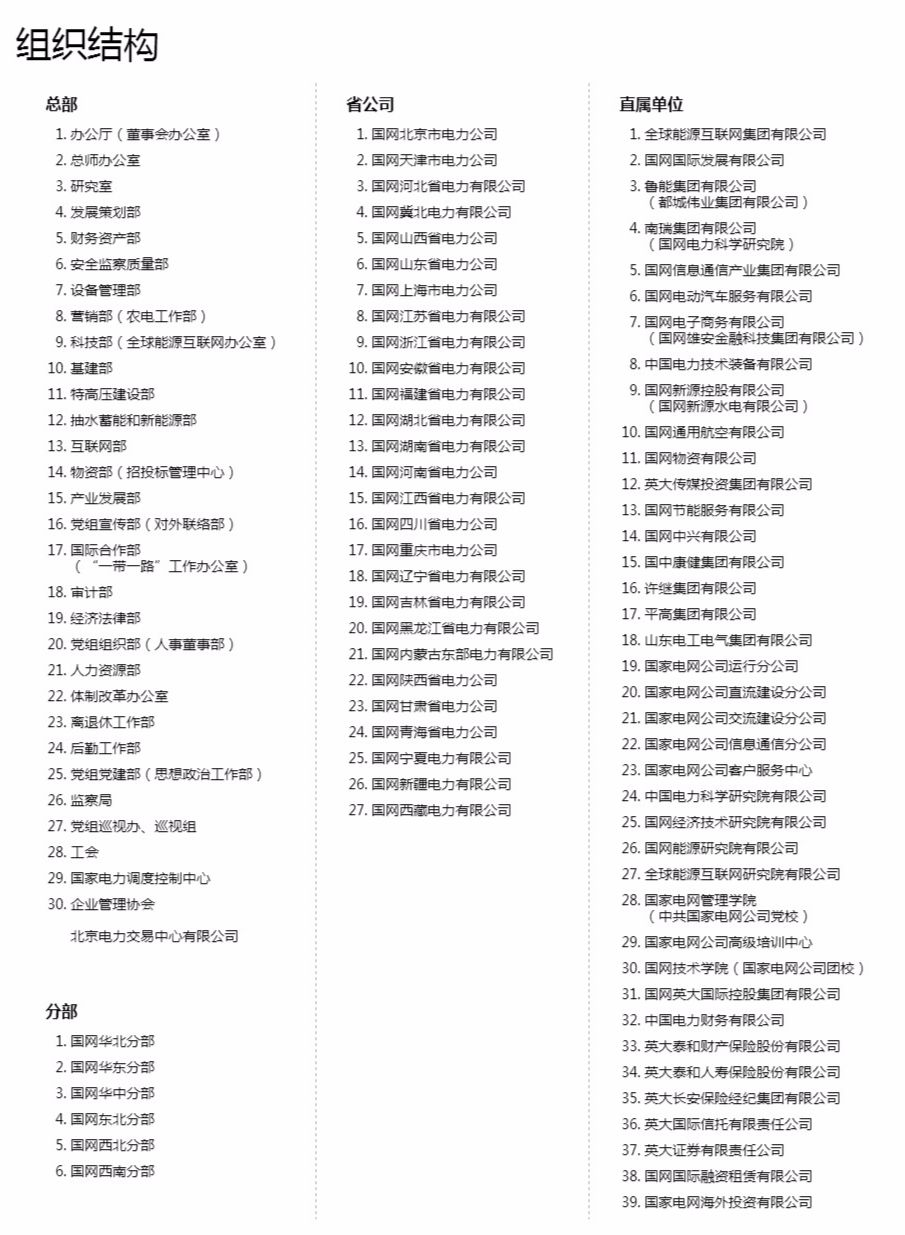 组织结构
总部
1. 办公厅（董事会办公室）
2. 总师办公室
3. 研究室
4. 发展策划部
5. 财务资产部
6. 安全监察质量部
7. 设备管理部
8. 营销部（农电工作部）
9. 科技部（全球能源互联网办公室）
10. 基建部
11. 特高压建设部
12. 抽水蓄能和新能源部
13. 互联网部
14. 物资部（招投标管理中心）
15. 产业发展部
16. 党组宣传部（对外联络部）
17. 国际合作部
（“一带一路”工作办公室）
18. 审计部
19. 经济法律部
20. 党组组织部（人事董事部）
21. 人力资源部
22. 体制改革办公室
23. 离退休工作部
24. 后勤工作部
25. 党组党建部（思想政治工作部）
26. 监察局
27. 党组巡视办、巡视组
28. 工会
29. 国家电力调度控制中心
30. 企业管理协会
北京电力交易中心有限公司
分部
1. 国网华北分部
2. 国网华东分部
3. 国网华中分部
4. 国网东北分部
5. 国网西北分部
6. 国网西南分部
省公司
1. 国网北京市电力公司
2. 国网天津市电力公司
3. 国网河北省电力有限公司
4. 国网冀北电力有限公司
5. 国网山西省电力公司
6. 国网山东省电力公司
7. 国网上海市电力公司
8. 国网江苏省电力有限公司
9. 国网浙江省电力有限公司
10. 国网安徽省电力有限公司
11. 国网福建省电力有限公司
12. 国网湖北省电力有限公司
13. 国网湖南省电力有限公司
14. 国网河南省电力公司
15. 国网江西省电力有限公司
16. 国网四川省电力公司
17. 国网重庆市电力公司
18. 国网辽宁省电力有限公司
19. 国网吉林省电力有限公司
20. 国网黑龙江省电力有限公司
21. 国网内蒙古东部电力有限公司
22. 国网陕西省电力公司
23. 国网甘肃省电力公司
24. 国网青海省电力公司
25. 国网宁夏电力有限公司
26. 国网新疆电力有限公司
27. 国网西藏电力有限公司
直属单位
1. 全球能源互联网集团有限公司
2. 国网国际发展有限公司
3. 鲁能集团有限公司
（都城伟业集团有限公司）
4. 南瑞集团有限公司
（国网电力科学研究院）
5. 国网信息通信产业集团有限公司
6. 国网电动汽车服务有限公司
7. 国网电子商务有限公司
（国网雄安金融科技集团有限公司）
8. 中国电力技术装备有限公司
9. 国网新源控股有限公司
（国网新源水电有限公司）
10. 国网通用航空有限公司
11. 国网物资有限公司
12. 英大传媒投资集团有限公司
13. 国网节能服务有限公司
14. 国网中兴有限公司
15. 国中康健集团有限公司
16. 许继集团有限公司
17. 平高集团有限公司
18. 山东电工电气集团有限公司
19. 国家电网公司运行分公司
20. 国家电网公司直流建设分公司
21. 国家电网公司交流建设分公司
22. 国家电网公司信息通信分公司
23. 国家电网公司客户服务中心
24. 中国电力科学研究院有限公司
25. 国网经济技术研究院有限公司
26. 国网能源研究院有限公司
27. 全球能源互联网研究院有限公司
28. 国家电网管理学院
（中共国家电网公司党校）
29. 国家电网公司高级培训中心
30. 国网技术学院（国家电网公司团校）
31. 国网英大国际控股集团有限公司
32. 中国电力财务有限公司
33. 英大泰和财产保险股份有限公司
34. 英大泰和人寿保险股份有限公司
35. 英大长安保险经纪集团有限公司
36. 英大国际信托有限责任公司
37. 英大证券有限责任公司
38. 国网国际融资租赁有限公司
39. 国家电网海外投资有限公司